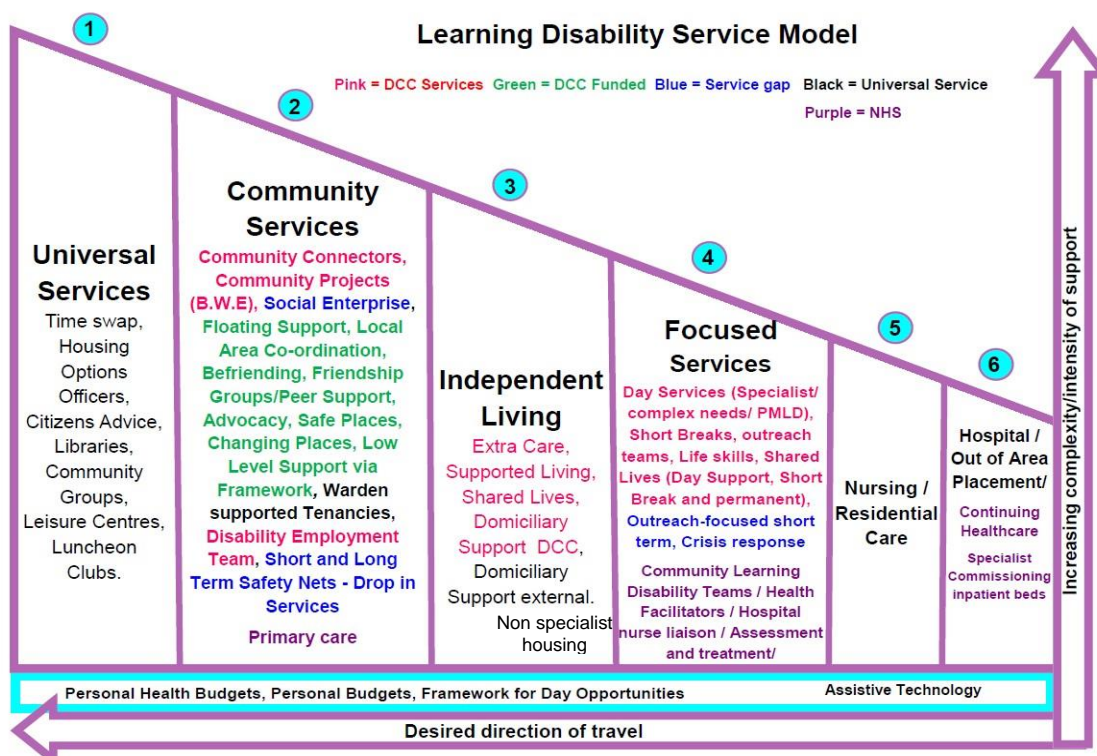 Learning Disability Service Model
Pink = DCC Services Green = DCC Funded Blue = Service gap Black = Universal Service
Purple = NHS
1
Universal
Services
Time swap,
Housing
Options
Officers,
Citizens Advice,
Libraries,
Community
Groups,
Leisure Centres,
Luncheon
Clubs.
2
Community
Services
Community Connectors,
Community Projects
(B.W.E), Social Enterprise,
Floating Support, Local
Area Co-ordination,
Befriending, Friendship
Groups/Peer Support,
Advocacy, Safe Places,
Changing Places, Low
Level Support via
Framework, Warden
supported Tenancies,
Disability Employment
Team, Short and Long
Term Safety Nets - Drop in
Services
Primary care
3
Independent
Living
Extra Care,
Supported Living,
Shared Lives,
Domiciliary
Support DCC,
Domiciliary
Support external.
Non specialist
housing
4
Focused
Services
Day Services (Specialist/
complex needs/ PMLD),
Short Breaks, outreach
teams, Life skills, Shared
Lives (Day Support, Short
Break and permanent),
Outreach-focused short
term, Crisis response
Community Learning
Disability Teams / Health
Facilitators / Hospital
nurse liaison / Assessment
and treatment/
5
Nursing /
Residential
Care
6
Hospital /
Out of Area
Placement/
Continuing
Healthcare
Specialist
Commissioning
inpatient beds
Increasing complexity/intensity of support
Personal Health Budgets, Personal Budgets, Framework for Day Opportunities
Assistive Technology
Desired direction of travel